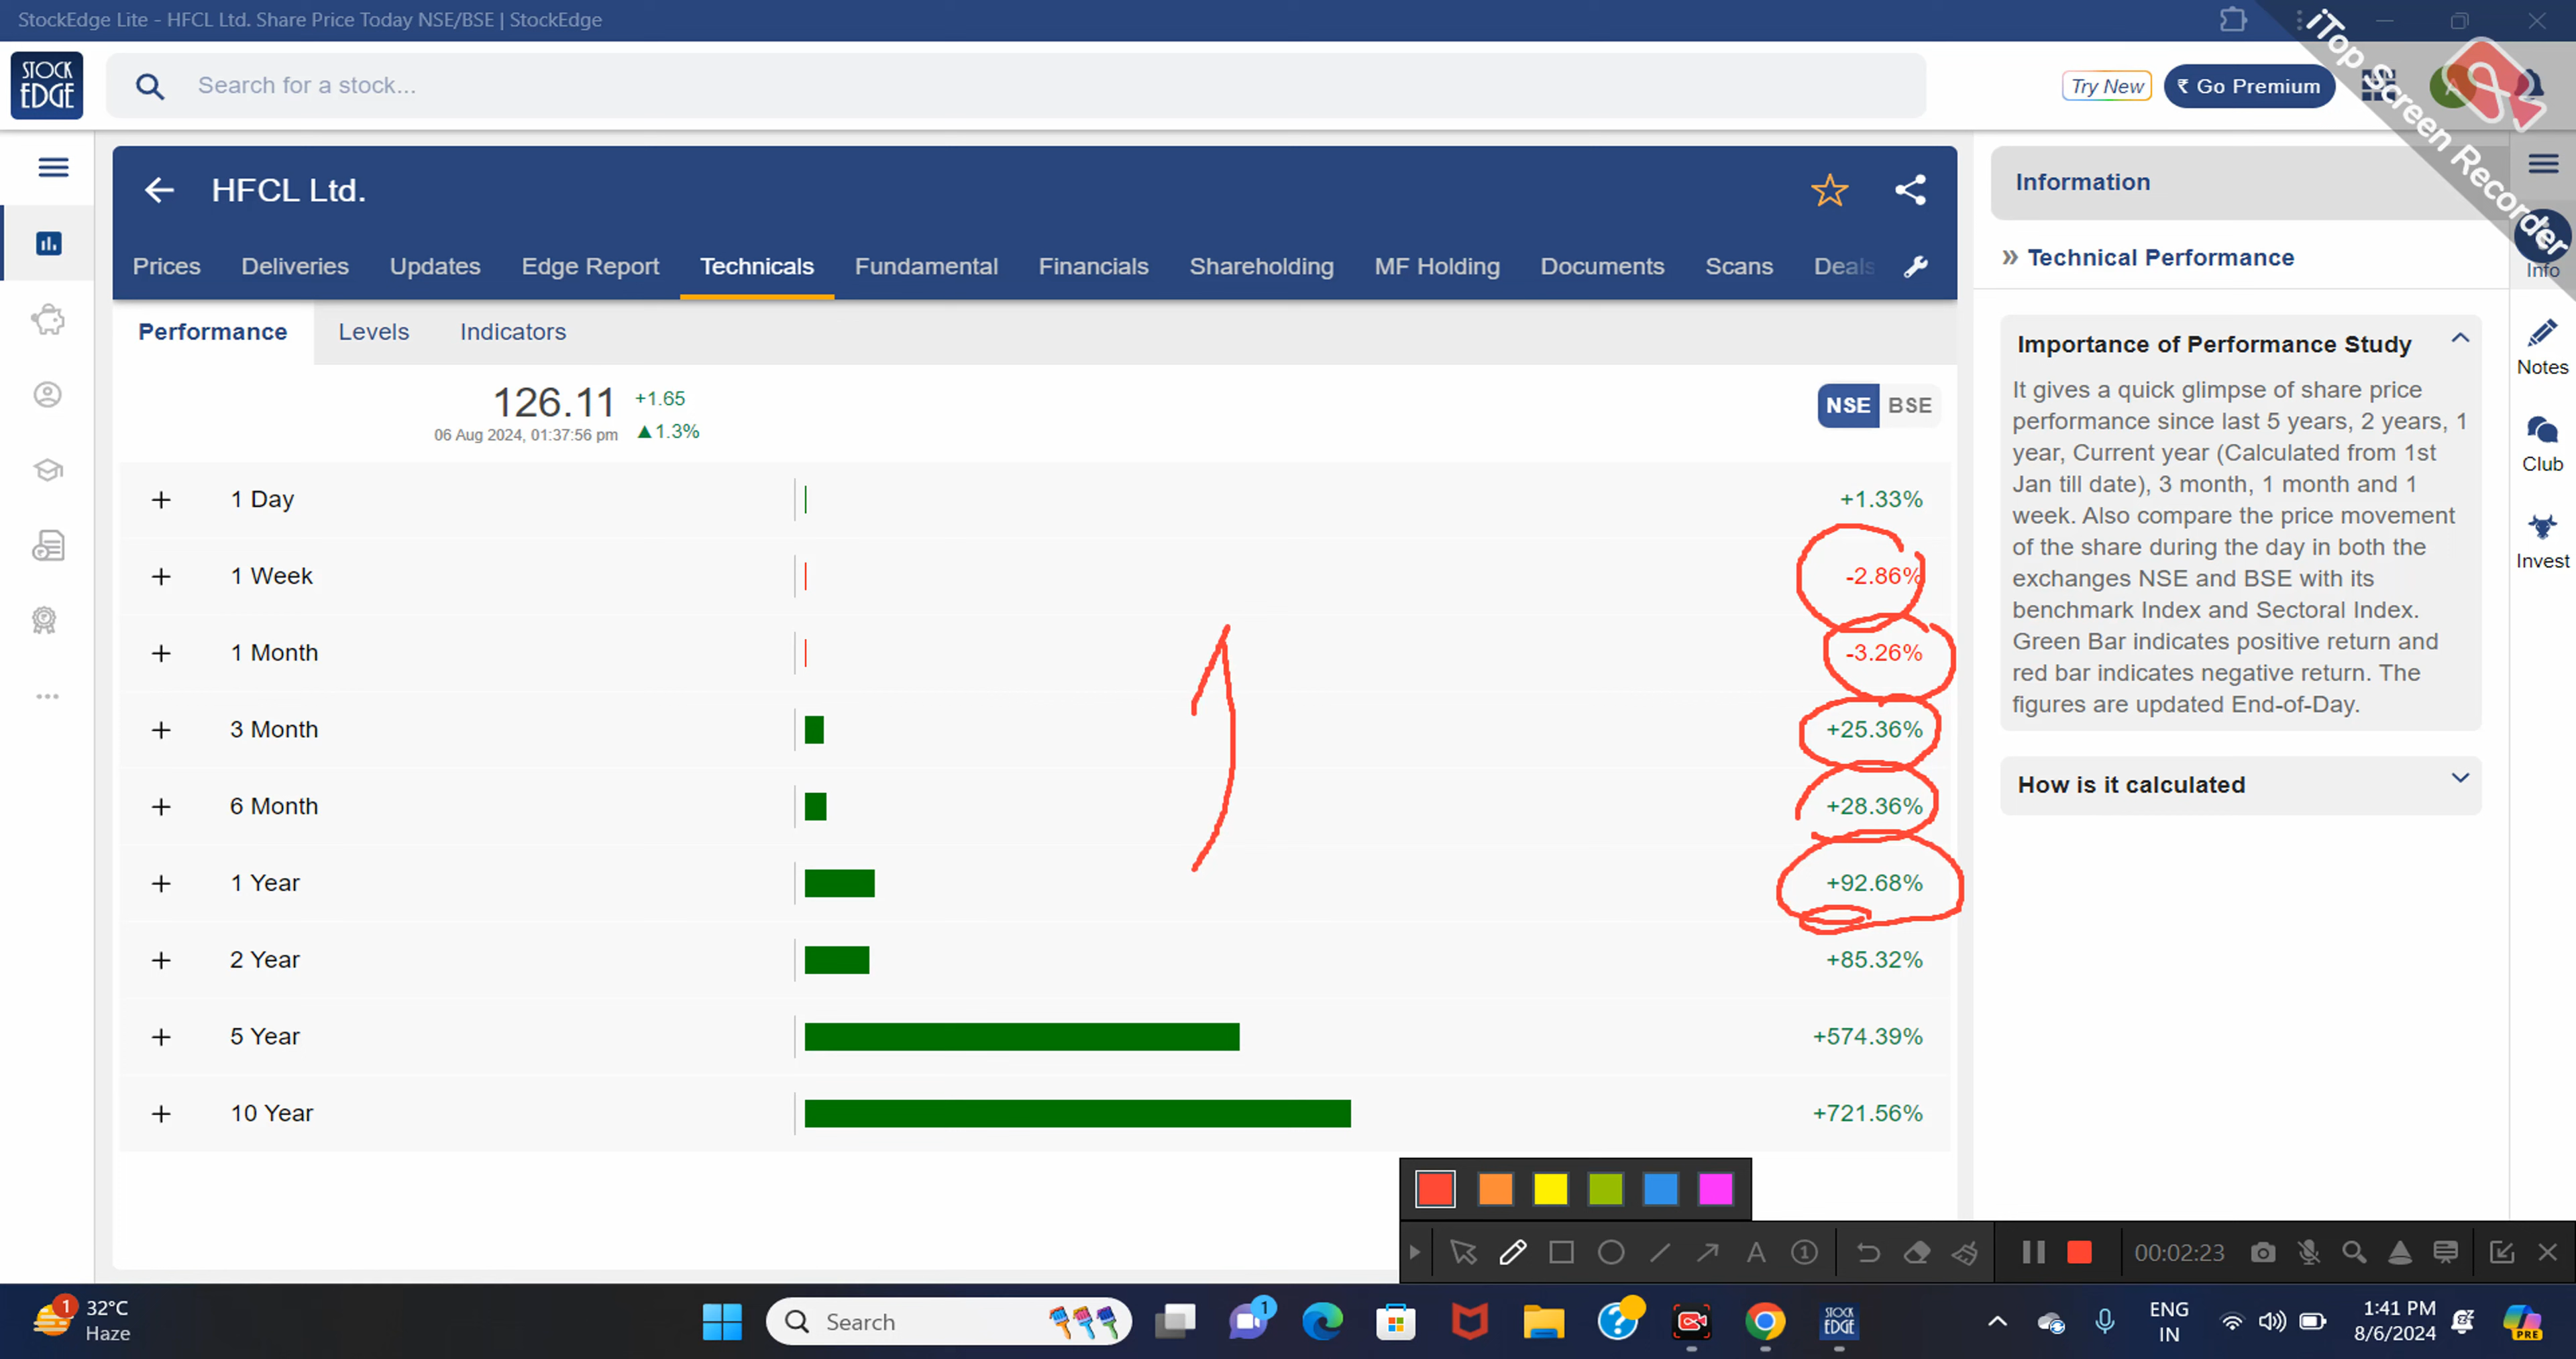 StockEdge Lite - HFCL Ltd. Share Price Today NSE/BSE | StockEdge
iTop Screen Recorder
STOCK EDGE
Search for a stock...
Try New
₹ Go Premium
A
HFCL Ltd.
Prices Deliveries Updates Edge Report Technicals Fundamental Financials Shareholding MF Holding Documents Scans Deals
Performance Levels Indicators
126.11 +1.65
06 Aug 2024, 01:37:56 pm ▲1.3%
NSE BSE
+ 1 Day +1.33%
+ 1 Week -2.86%
+ 1 Month -3.26%
+ 3 Month +25.36%
+ 6 Month +28.36%
+ 1 Year +92.68%
+ 2 Year +85.32%
+ 5 Year +574.39%
+ 10 Year +721.56%
Information
» Technical Performance
Importance of Performance Study
It gives a quick glimpse of share price
performance since last 5 years, 2 years, 1
year, Current year (Calculated from 1st
Jan till date), 3 month, 1 month and 1
week. Also compare the price movement
of the share during the day in both the
exchanges NSE and BSE with its
benchmark Index and Sectoral Index.
Green Bar indicates positive return and
red bar indicates negative return. The
figures are updated End-of-Day.
How is it calculated
Info
Notes
Club
Invest
A 1 00:02:23
1
32°C
Haze
Search
1
STOCK EDGE
ENG
IN
1:41 PM
8/6/2024
PRE